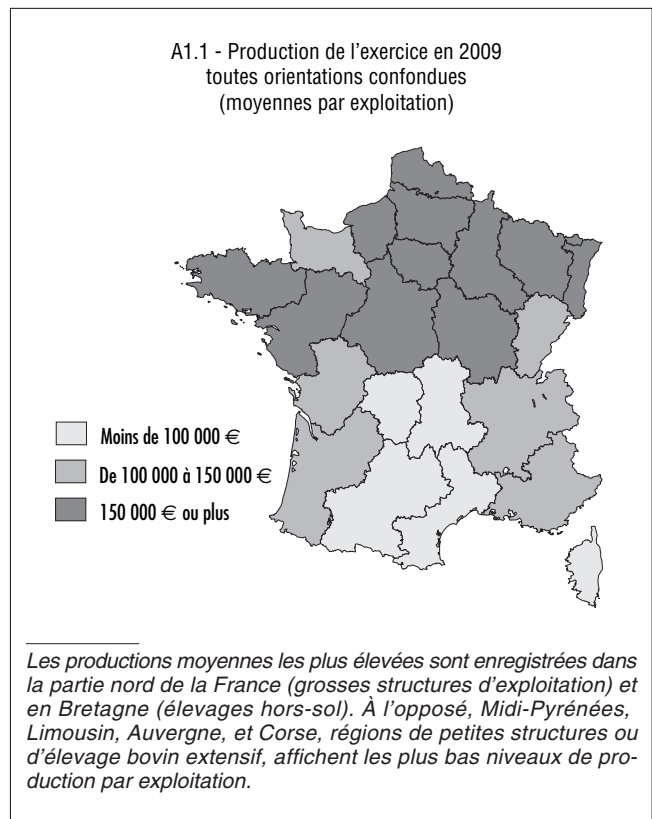 A1.1 - Production de l'exercice en 2009
toutes orientations confondues
(moyennes par exploitation)
Moins de 100 000 €
De 100 000 à 150 000 €
150 000 € ou plus
Les productions moyennes les plus élevées sont enregistrées dans
la partie nord de la France (grosses structures d'exploitation) et
en Bretagne (élevages hors-sol). À l'opposé, Midi-Pyrénées,
Limousin, Auvergne, et Corse, régions de petites structures ou
d'élevage bovin extensif, affichent les plus bas niveaux de pro-
duction par exploitation.